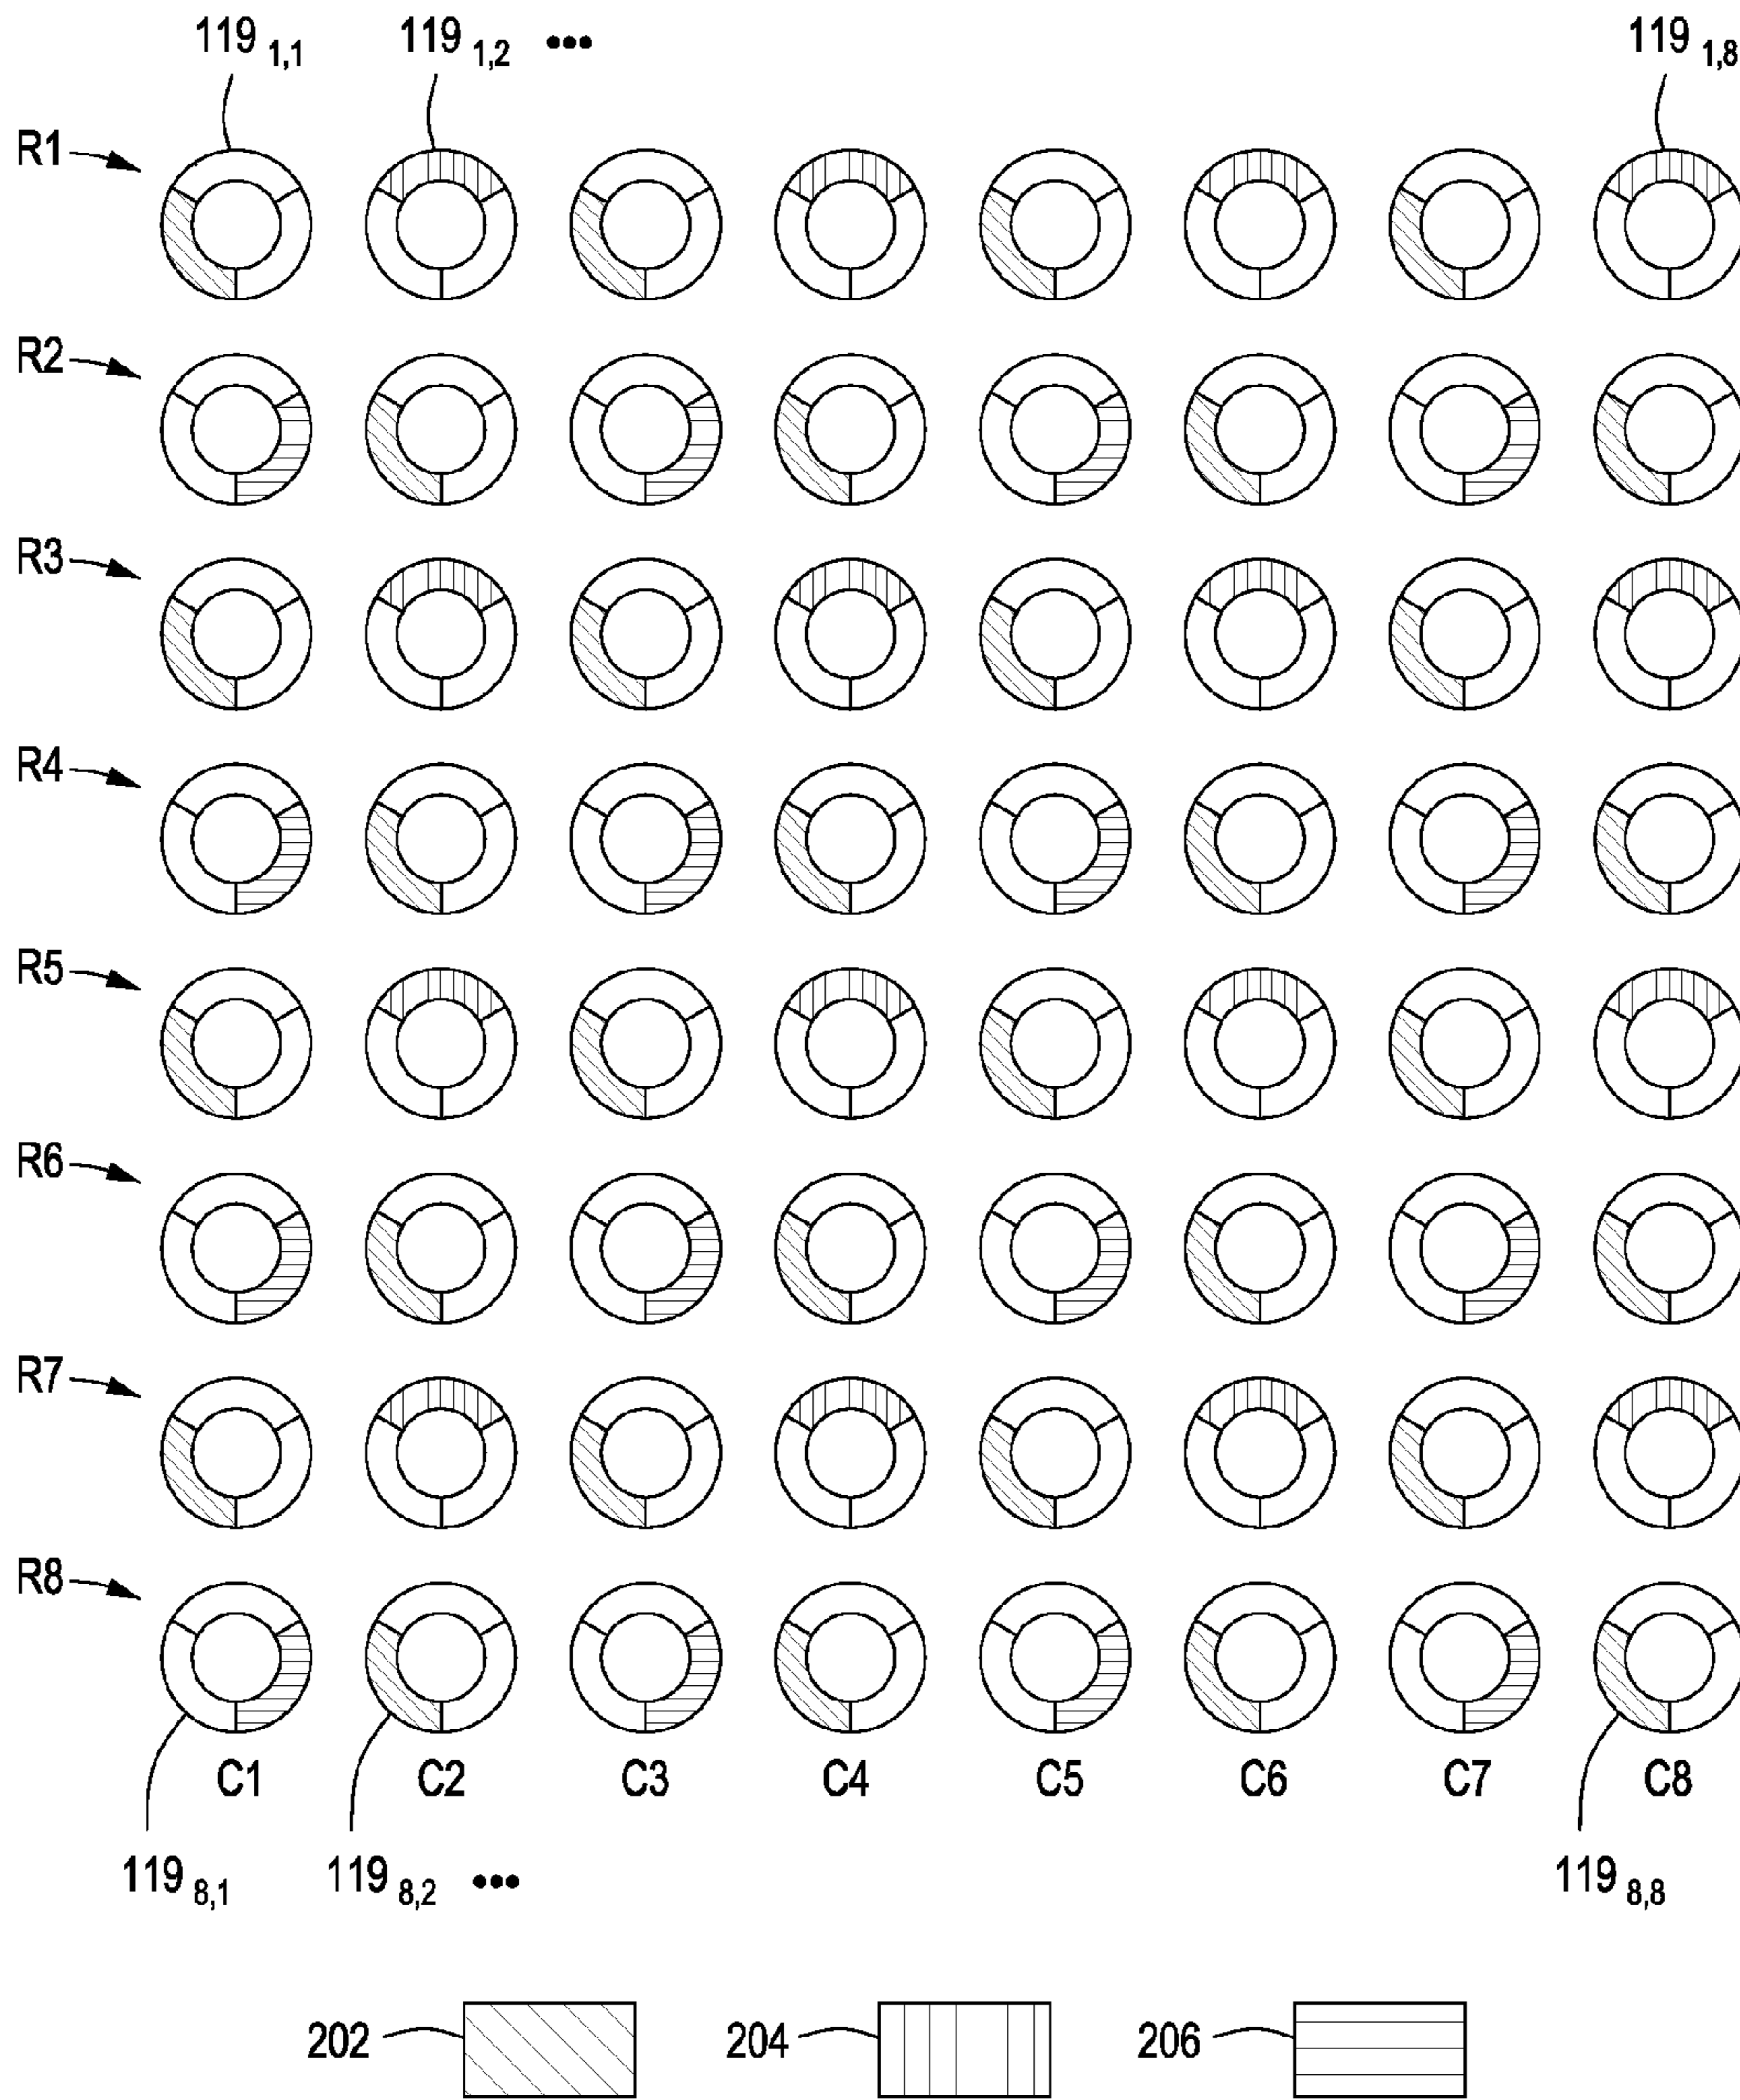 119 1,1 119 1,2 ••• 119 1,8
R1
R2
R3
R4
R5
R6
R7
R8
C1 C2 C3 C4 C5 C6 C7 C8
119 8,1 119 8,2 ••• 119 8,8
202 204 206